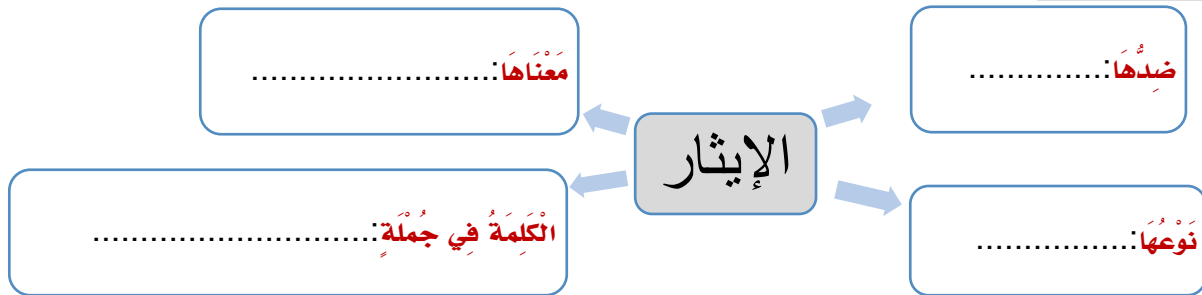 ضِدُّهَا:..............
مَعْنَاهَا:.........................
الإيثار
نَوْعُهَا:................
الْكَلِمَةُ فِي جُمْلَةٍ:.............................